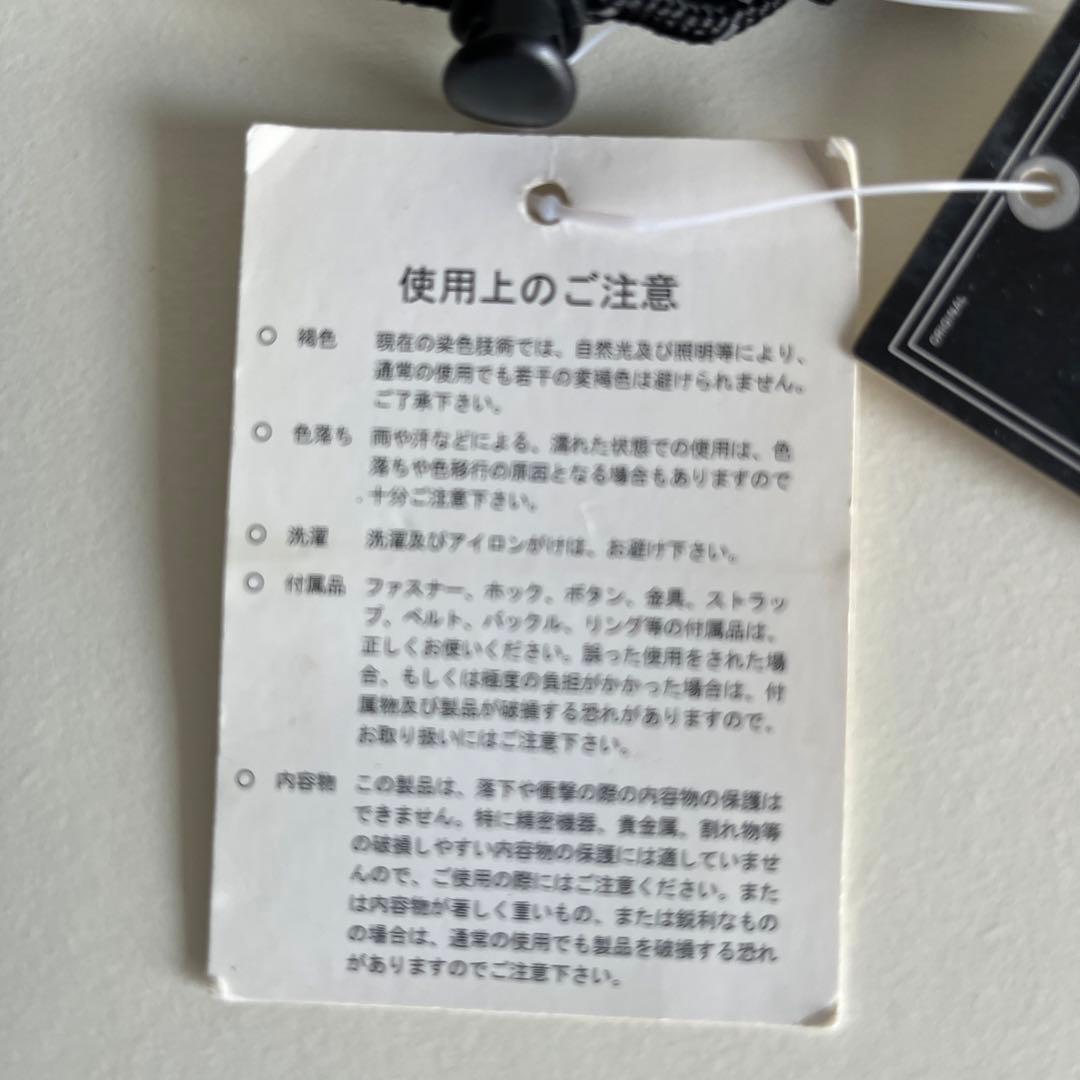 使用上のご注意
○ 褐色 現在の染色技術では、自然光及び照明等により、
通常の使用でも若干の変褐色は避けられません。
ご了承下さい。
○ 色落ち 雨や汗などによる、濡れた状態での使用は、色
落ちや色移行の原因となる場合もありますので
、十分ご注意下さい。
○ 洗濯 洗濯及びアイロンがけは、お避け下さい。
○ 付属品 ファスナー、ホック、ボタン、金具、ストラッ
プ、ベルト、バックル、リング等の付属品は、
正しくお使いください。誤った使用をされた場
合、もしくは極度の負担がかかった場合は、付
属物及び製品が破損する恐れがありますので、
お取り扱いにはご注意下さい。
○ 内容物 この製品は、落下や衝撃の際の内容物の保護は
できません。特に精密機器、貴金属、割れ物等
の破損しやすい内容物の保護には適していませ
んので、ご使用の際にはご注意ください。また
は内容物が著しく重いもの、または鋭利なもの
の場合は、通常の使用でも製品を破損する恐れ
がありますのでご注意下さい。
ORIGINAL